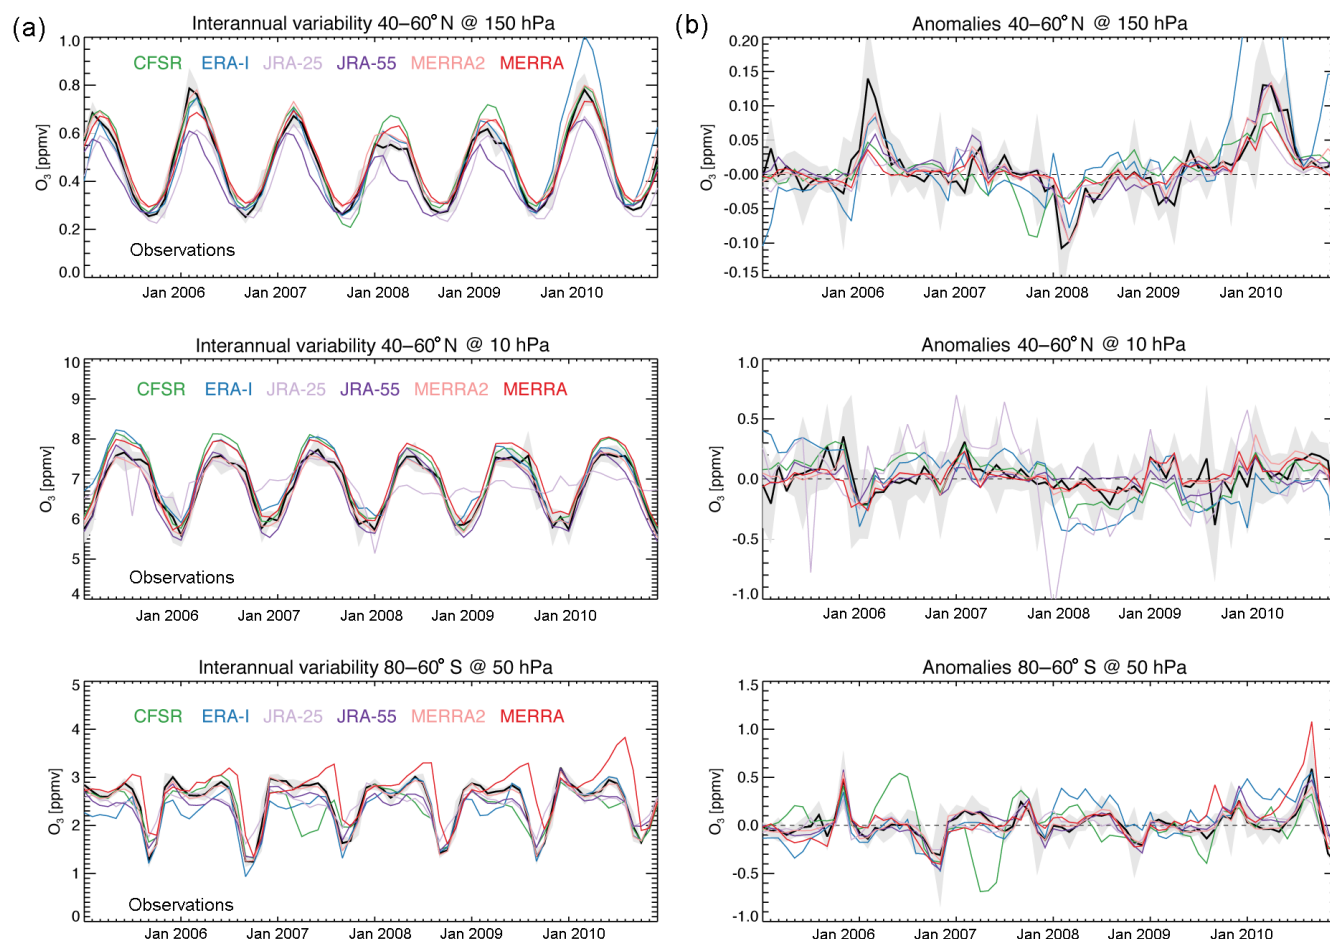 (a)
Interannual variability 40–60° N @ 150 hPa
1.0
0.8
0.6
0.4
0.2
0.0
O3 [ppmv]
CFSR ERA-I JRA-25 JRA-55 MERRA2 MERRA
Observations
Jan 2006 Jan 2007 Jan 2008 Jan 2009 Jan 2010
(b)
Anomalies 40–60° N @ 150 hPa
0.20
0.15
0.10
0.05
-0.00
-0.05
-0.10
-0.15
O3 [ppmv]
Jan 2006 Jan 2007 Jan 2008 Jan 2009 Jan 2010
Interannual variability 40–60° N @ 10 hPa
10
9
8
7
6
5
4
O3 [ppmv]
CFSR ERA-I JRA-25 JRA-55 MERRA2 MERRA
Observations
Jan 2006 Jan 2007 Jan 2008 Jan 2009 Jan 2010
Anomalies 40–60° N @ 10 hPa
1.0
0.5
0.0
-0.5
-1.0
O3 [ppmv]
Jan 2006 Jan 2007 Jan 2008 Jan 2009 Jan 2010
Interannual variability 80–60° S @ 50 hPa
5
4
3
2
1
0
O3 [ppmv]
CFSR ERA-I JRA-25 JRA-55 MERRA2 MERRA
Observations
Jan 2006 Jan 2007 Jan 2008 Jan 2009 Jan 2010
Anomalies 80–60° S @ 50 hPa
1.5
1.0
0.5
0.0
-0.5
-1.0
O3 [ppmv]
Jan 2006 Jan 2007 Jan 2008 Jan 2009 Jan 2010